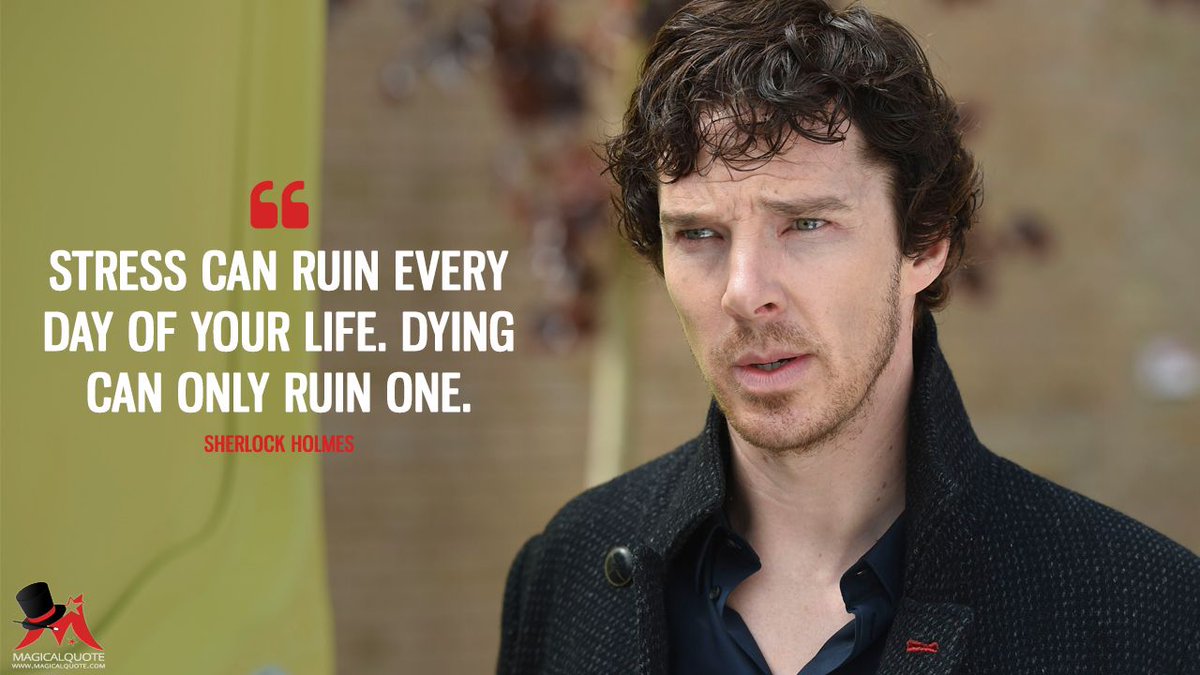 ❝
STRESS CAN RUIN EVERY
DAY OF YOUR LIFE. DYING
CAN ONLY RUIN ONE.
SHERLOCK HOLMES
M
MAGICALQUOTE
WWW.MAGICALQUOTE.COM